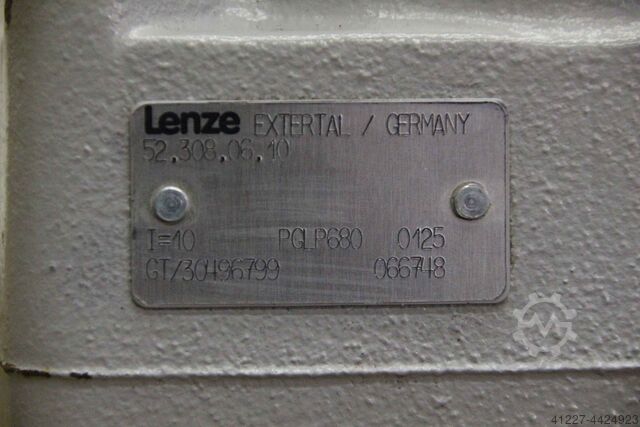 Lenze EXTERTAL / GERMANY
52.308.06.10
I=10 PGLP680 0125
GT/30496799 066748
41227-4424923